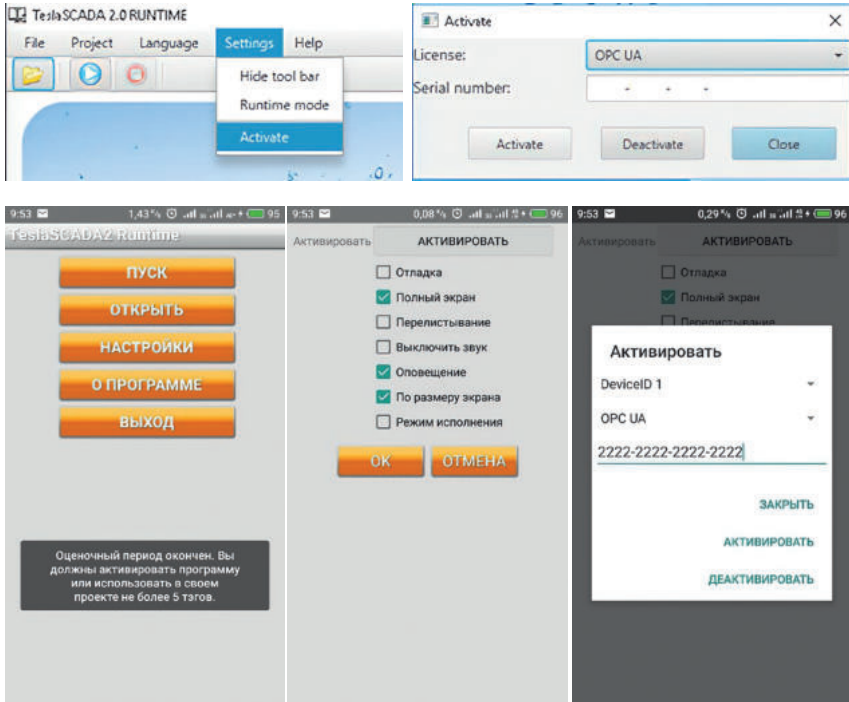 TeslaSCADA 2.0 RUNTIME
File Project Language Settings Help
Hide tool bar
Runtime mode
Activate
Activate
License: OPC UA
Serial number: - - -
Activate Deactivate Close
9:53 1,43% 95
TeslaSCADA2 Runtime
ПУСК
ОТКРЫТЬ
НАСТРОЙКИ
О ПРОГРАММЕ
ВЫХОД
Оценочный период окончен. Вы
должны активировать программу
или использовать в своем
проекте не более 5 тэгов.
9:53 0,08% 96
Активировать АКТИВИРОВАТЬ
Отладка
Полный экран
Перелистывание
Выключить звук
Оповещение
По размеру экрана
Режим исполнения
ОК ОТМЕНА
9:53 0,29% 96
Активировать АКТИВИРОВАТЬ
Отладка
Полный экран
Перелистывание
Активировать
DeviceID 1
OPC UA
2222-2222-2222-2222
ЗАКРЫТЬ
АКТИВИРОВАТЬ
ДЕАКТИВИРОВАТЬ